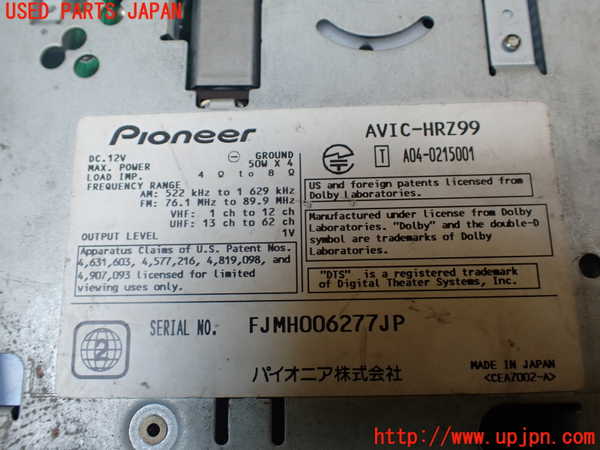 USED PARTS JAPAN
Pioneer
DC.12V ⊖ GROUND
MAX. POWER 50W X 4
LOAD IMP. 4 Ω to 8 Ω
FREQUENCY RANGE
AM: 522 kHz to 1 629 kHz
FM: 76.1 MHz to 89.9 MHz
VHF: 1 ch to 12 ch
UHF: 13 ch to 62 ch
OUTPUT LEVEL 1V
Apparatus Claims of U.S. Patent Nos.
4,631,603, 4,577,216, 4,819,098, and
4,907,093 licensed for limited
viewing uses only.
AVIC-HRZ99
T A04-0215001
US and foreign patents licensed from
Dolby Laboratories.
Manufactured under license from Dolby
Laboratories. "Dolby" and the double-D
symbol are trademarks of Dolby
Laboratories.
"DTS" is a registered trademark
of Digital Theater Systems, Inc.
2
SERIAL NO. FJMH006277JP
パイオニア株式会社
MADE IN JAPAN
<CEA7002-A>
http://www.upjpn.com/